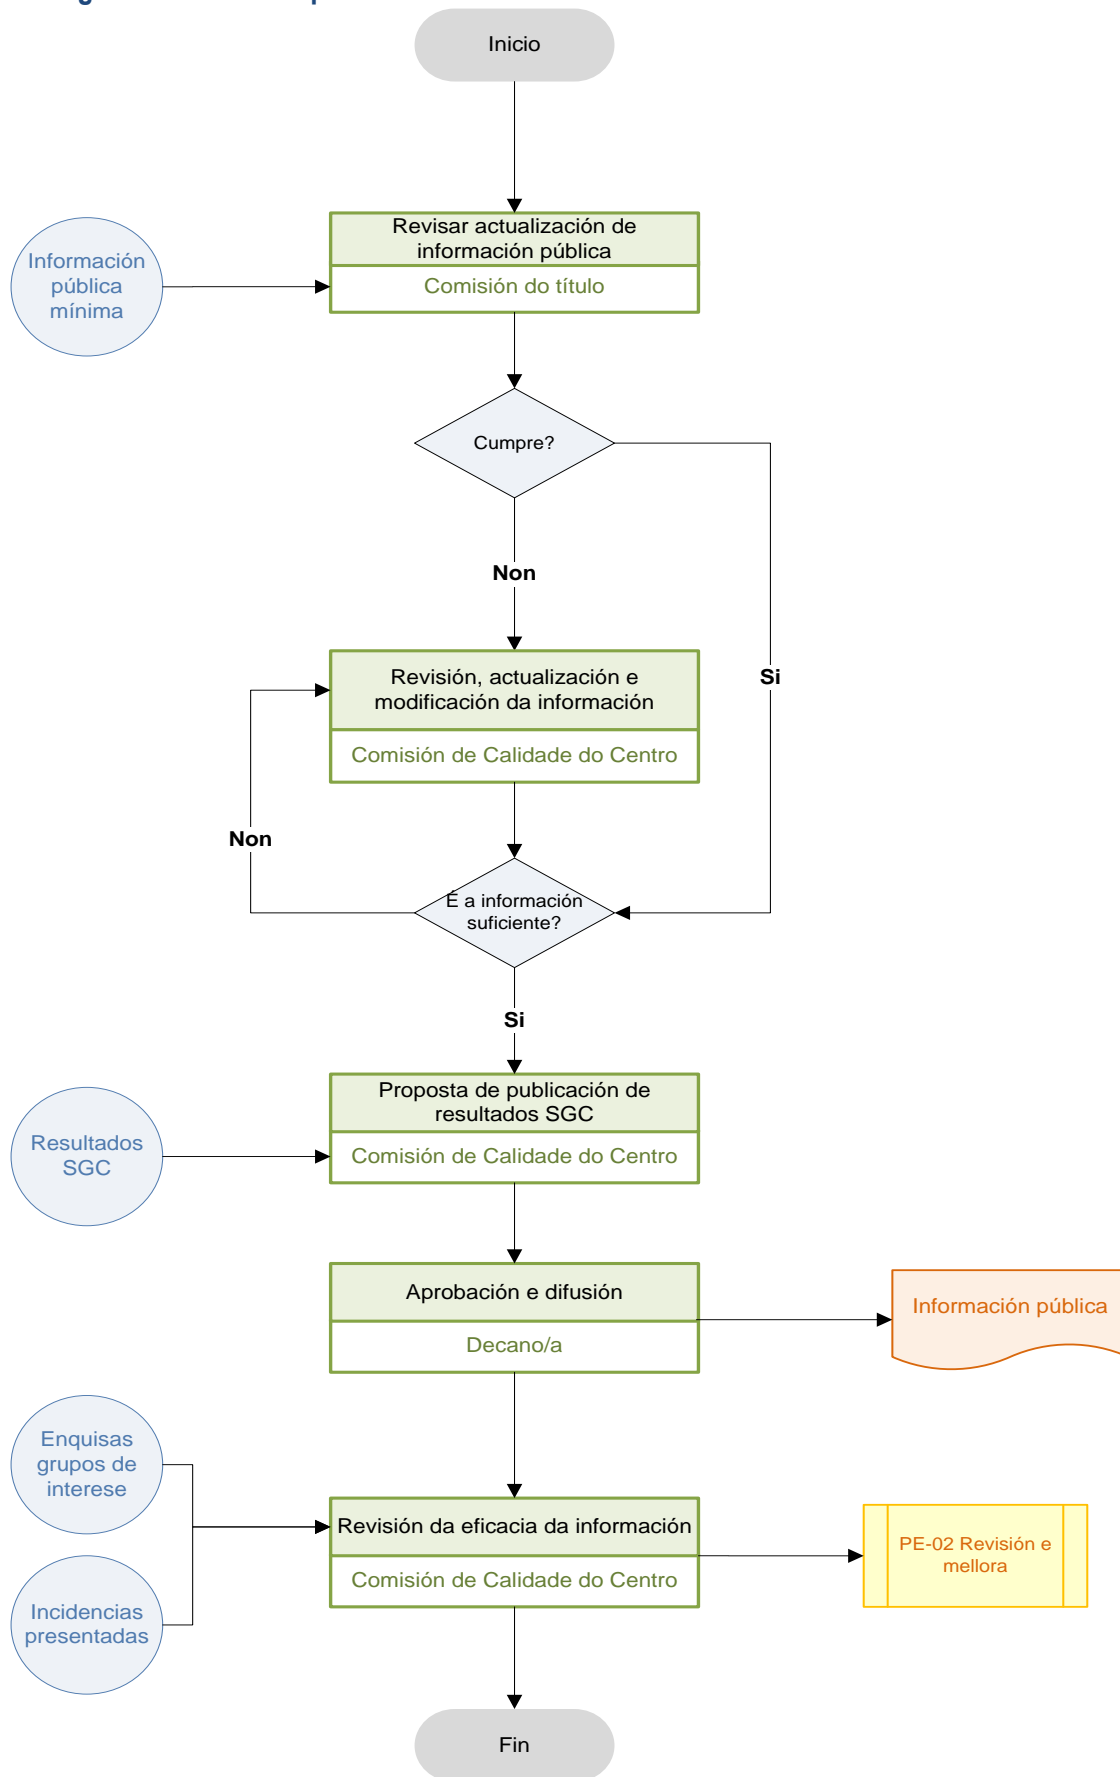 Inicio
Revisar actualización de
información pública
Comisión do título
Información
pública
mínima
Cumpre?
Non
Si
Revisión, actualización e
modificación da información
Comisión de Calidade do Centro
Non
É a información
suficiente?
Si
Proposta de publicación de
resultados SGC
Comisión de Calidade do Centro
Resultados
SGC
Aprobación e difusión
Decano/a
Información pública
Enquisas
grupos de
interese
Revisión da eficacia da información
Comisión de Calidade do Centro
PE-02 Revisión e
mellora
Incidencias
presentadas
Fin